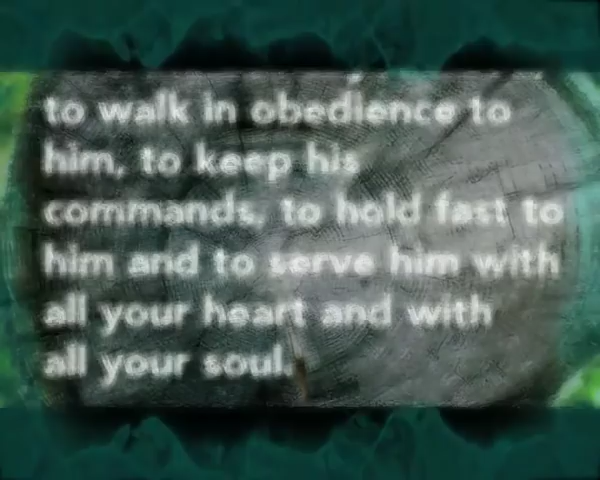 to walk in obedience to
him, to keep his
commands, to hold fast to
him and to serve him with
all your heart and with
all your soul.